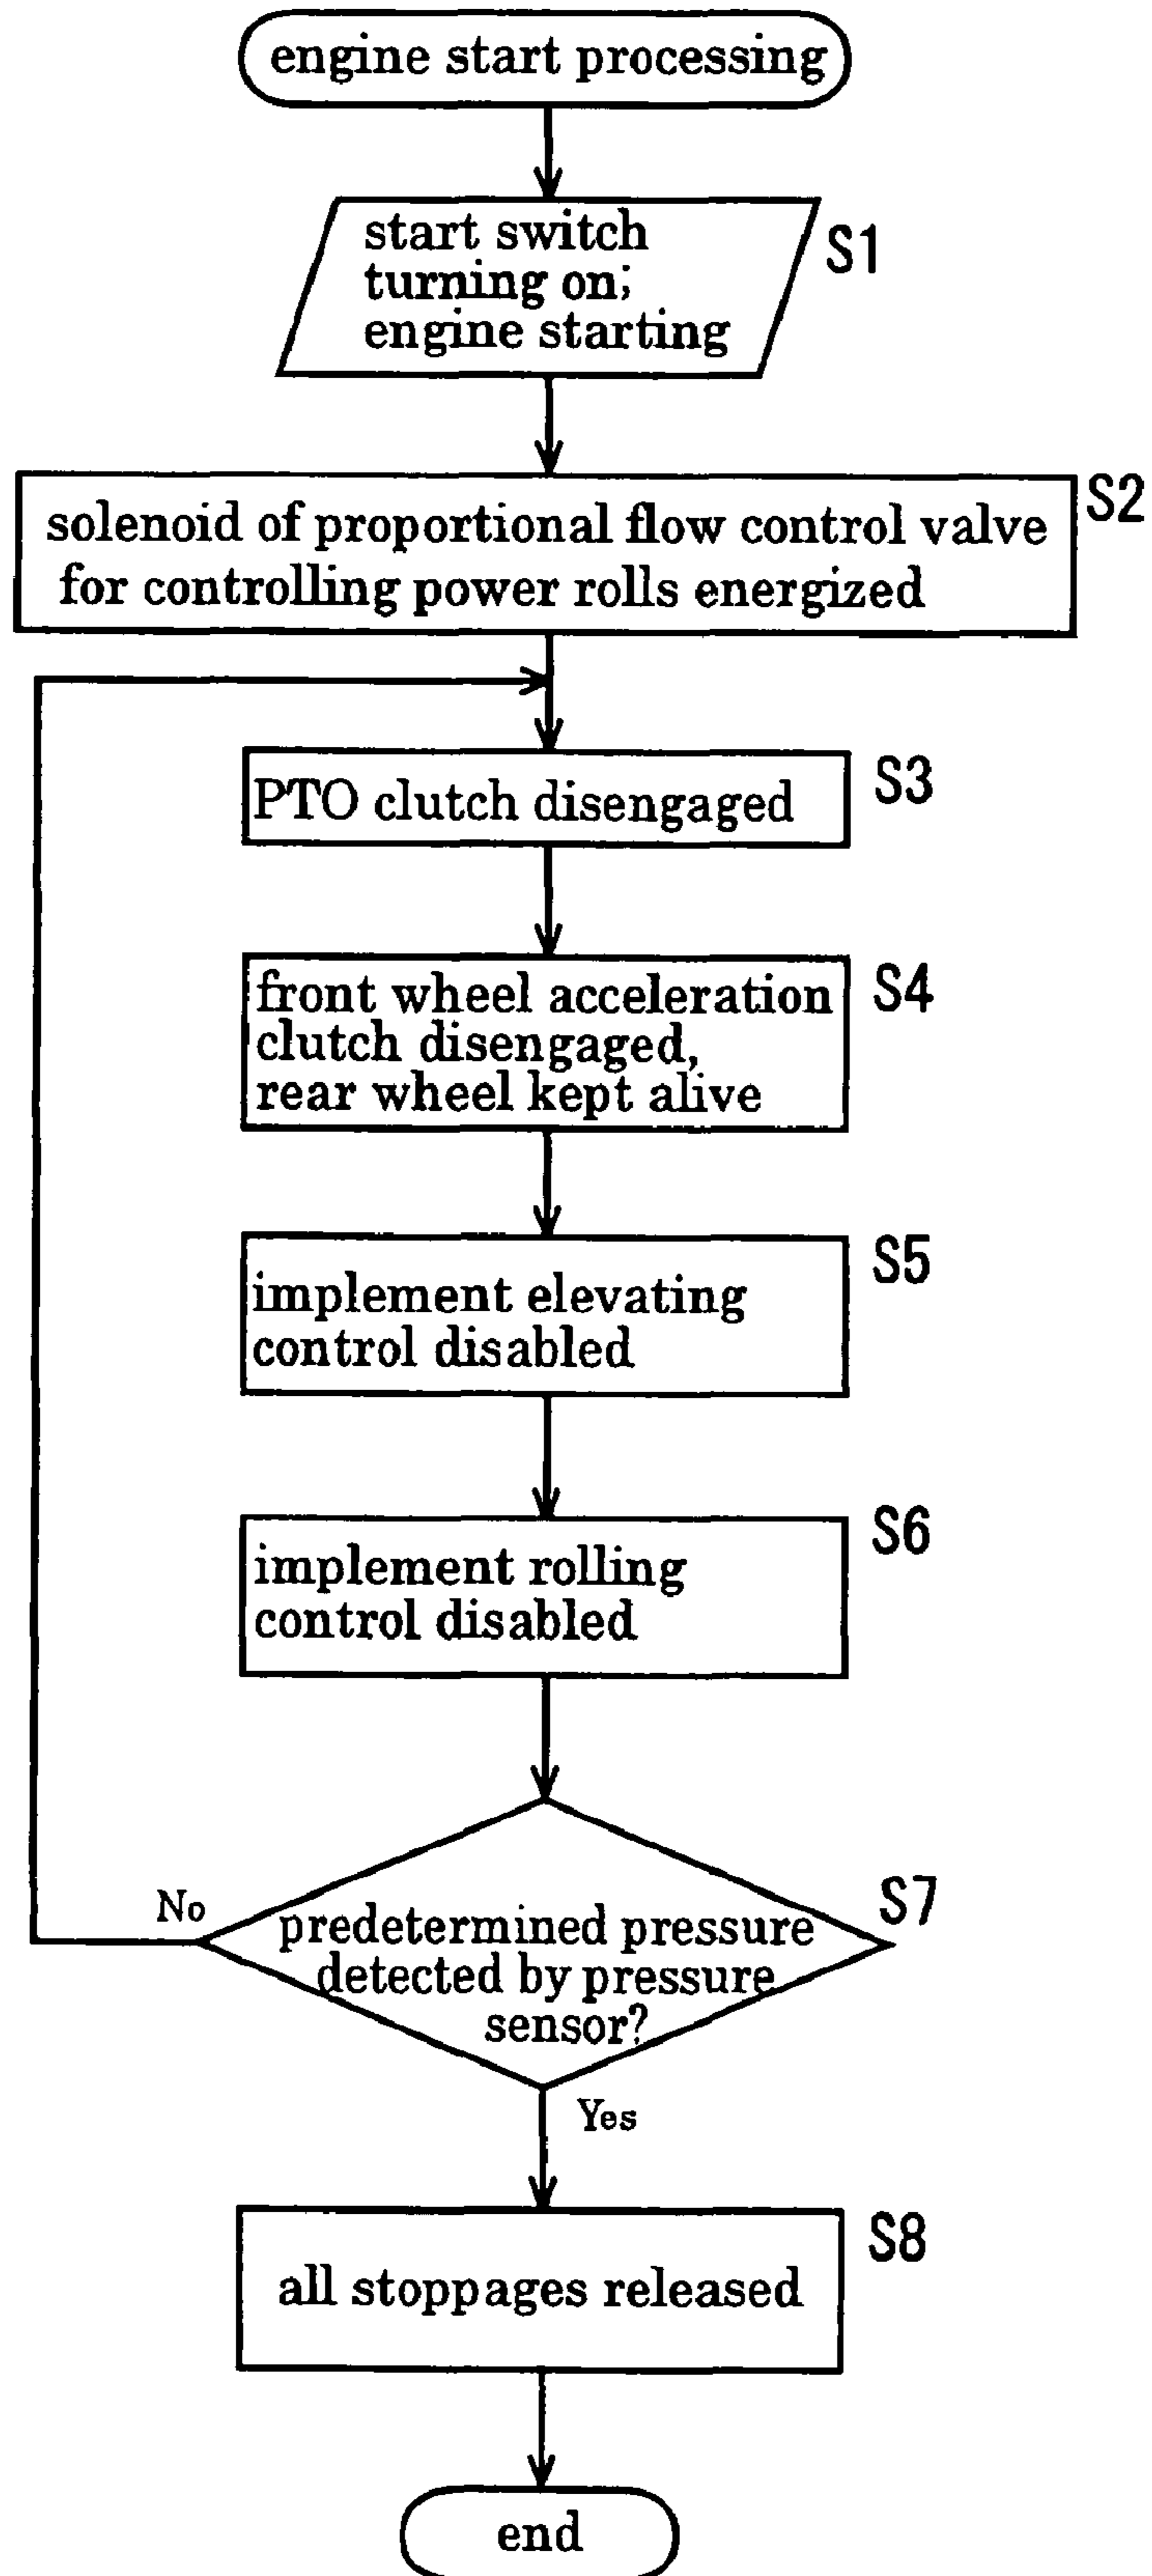 engine start processing
start switch
turning on;
engine starting
S1
solenoid of proportional flow control valve
for controlling power rolls energized
S2
PTO clutch disengaged
S3
front wheel acceleration
clutch disengaged,
rear wheel kept alive
S4
implement elevating
control disabled
S5
implement rolling
control disabled
S6
predetermined pressure
detected by pressure
sensor?
S7
No
Yes
all stoppages released
S8
end